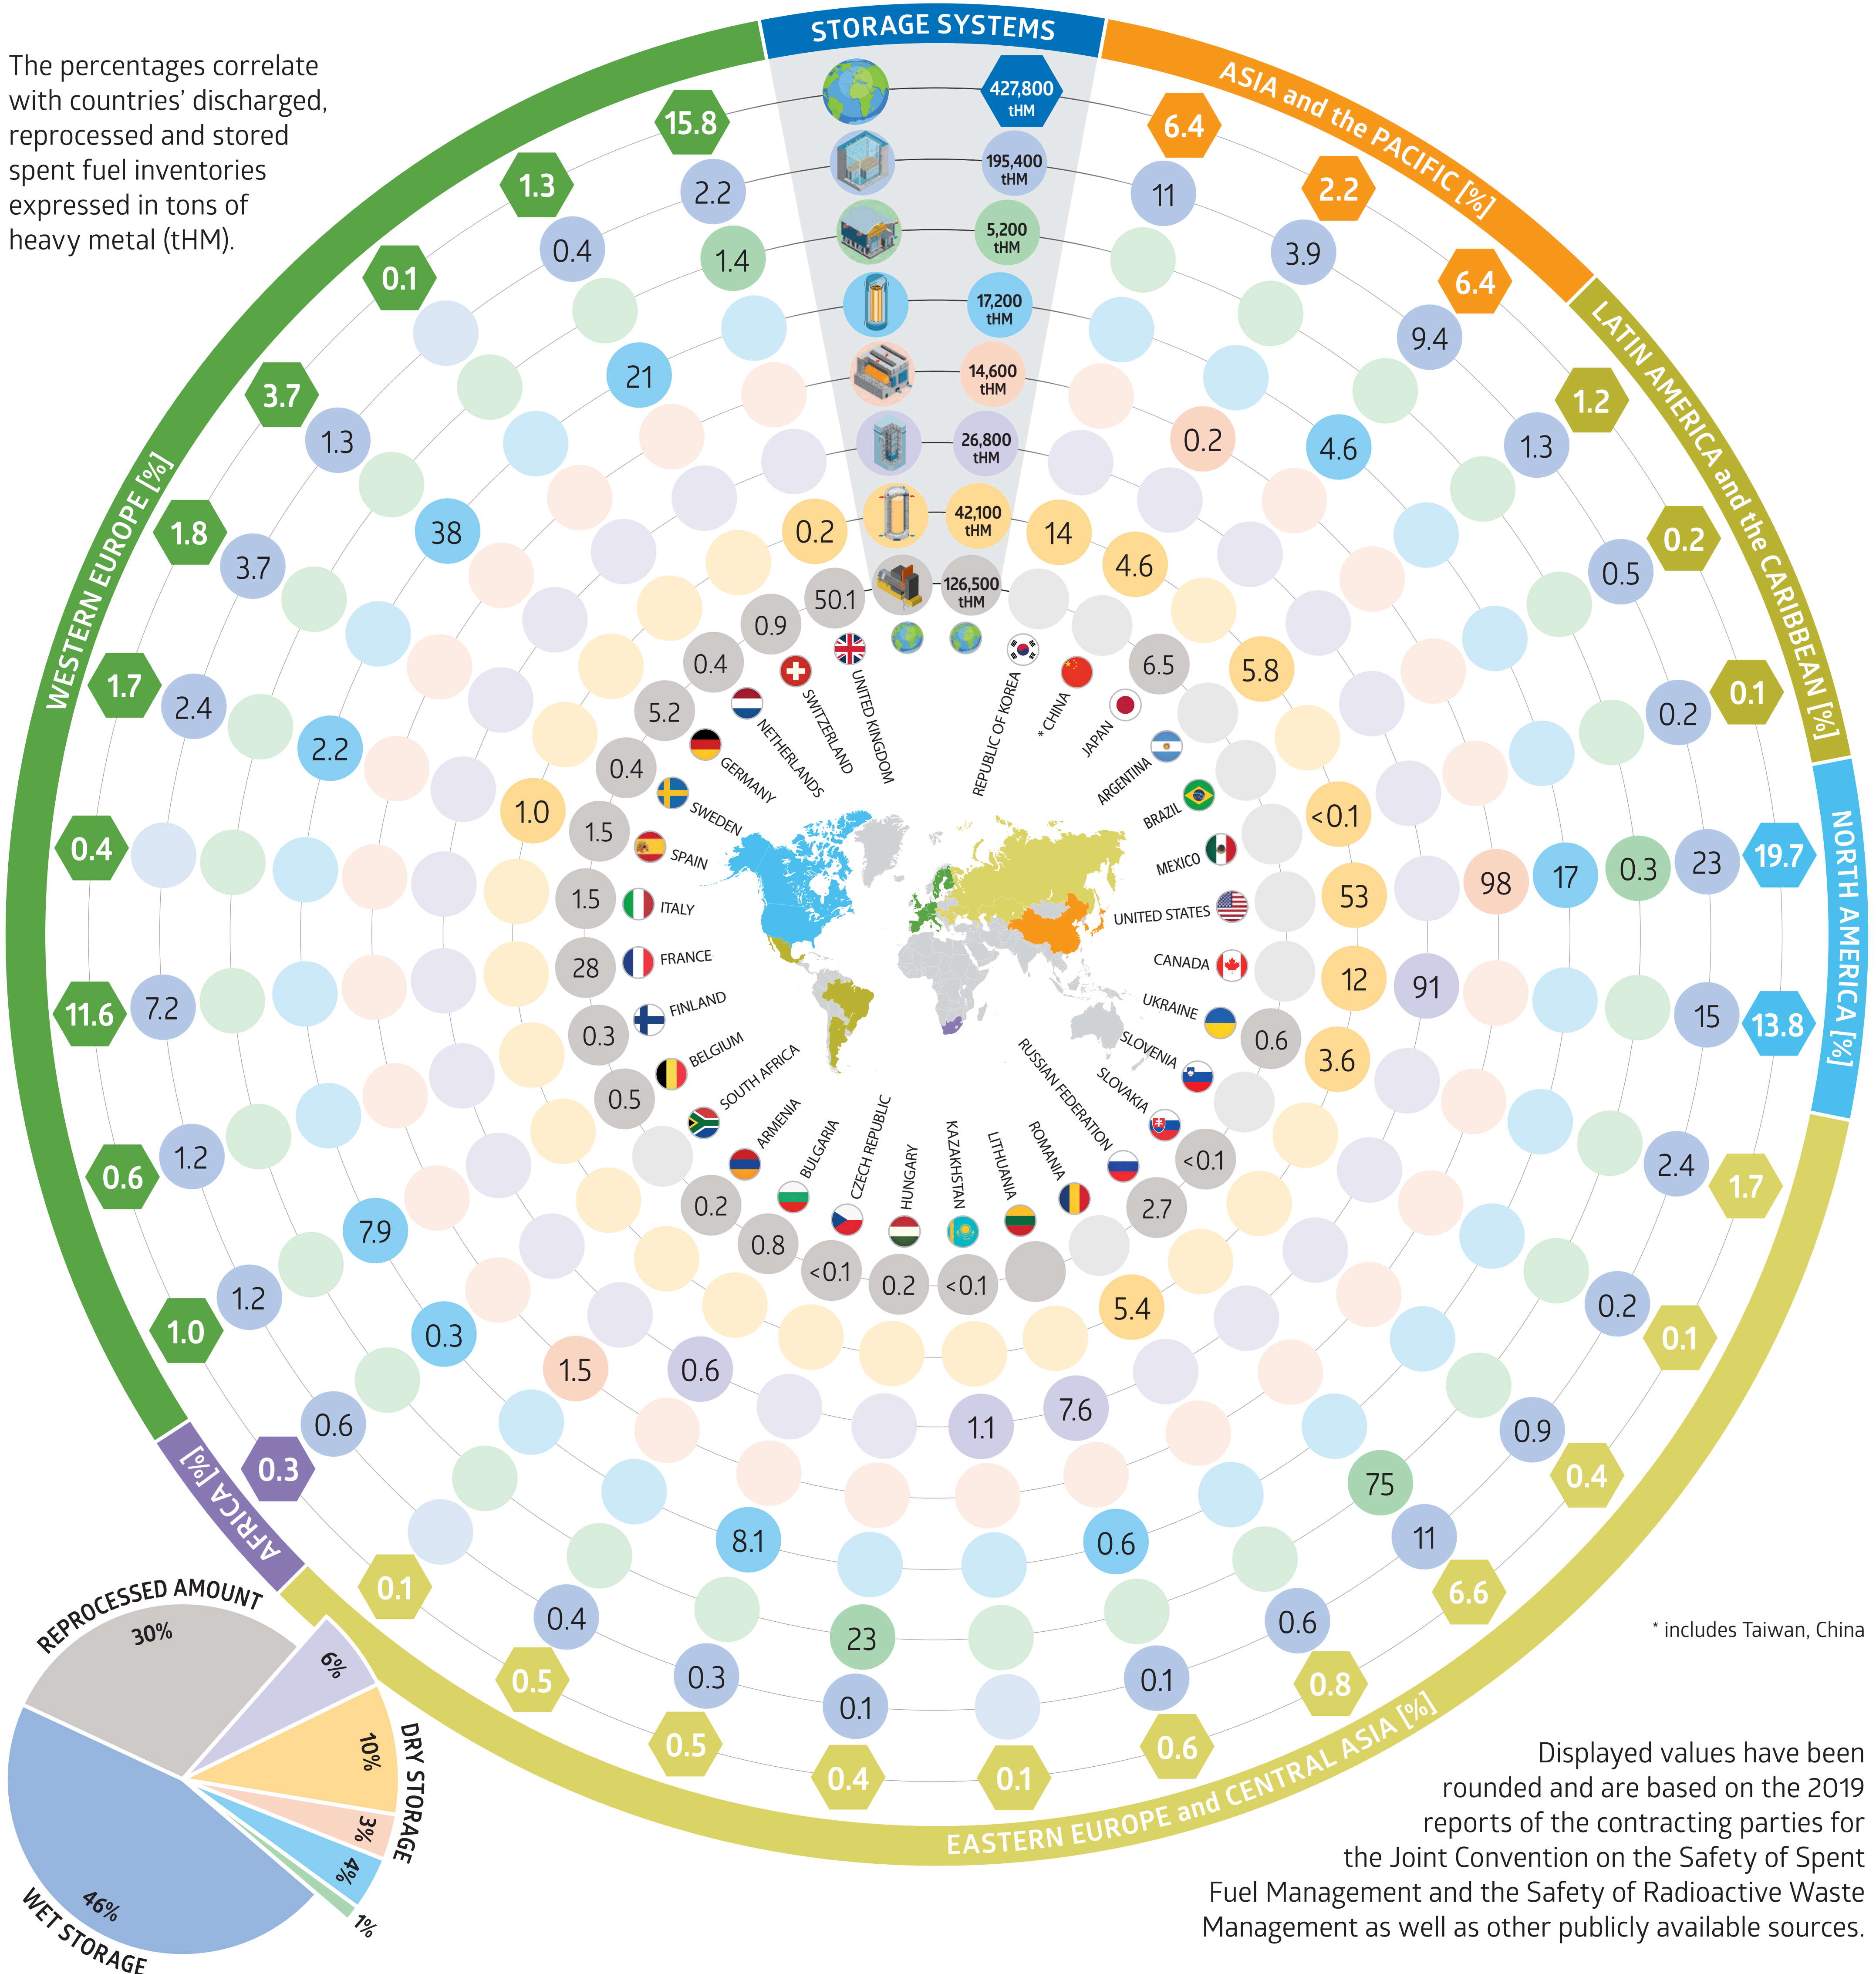 The percentages correlate
with countries' discharged,
reprocessed and stored
spent fuel inventories
expressed in tons of
heavy metal (tHM).
STORAGE SYSTEMS
427,800
tHM
195,400
tHM
5,200
tHM
17,200
tHM
14,600
tHM
26,800
tHM
42,100
tHM
126,500
tHM
ASIA and the PACIFIC [%]
REPUBLIC OF KOREA
6.4
11
14
*CHINA
2.2
3.9
0.2
4.6
JAPAN
6.4
9.4
4.6
6.5
LATIN AMERICA and the CARIBBEAN [%]
ARGENTINA
1.2
1.3
5.8
BRAZIL
0.2
0.5
MEXICO
0.1
0.2
<0.1
NORTH AMERICA [%]
UNITED STATES
19.7
23
0.3
17
98
53
CANADA
13.8
15
91
12
EASTERN EUROPE and CENTRAL ASIA [%]
UKRAINE
1.7
2.4
3.6
0.6
SLOVENIA
0.1
0.2
SLOVAKIA
0.4
0.9
<0.1
RUSSIAN FEDERATION
6.6
11
75
5.4
2.7
ROMANIA
0.8
0.6
7.6
LITHUANIA
0.6
0.1
0.6
1.1
KAZAKHSTAN
0.1
<0.1
HUNGARY
0.4
0.1
23
0.2
CZECH REPUBLIC
0.5
0.3
8.1
<0.1
BULGARIA
0.5
0.4
0.6
0.8
ARMENIA
0.1
1.5
0.2
AFRICA [%]
SOUTH AFRICA
0.3
0.6
0.3
WESTERN EUROPE [%]
BELGIUM
1.0
1.2
7.9
0.5
FINLAND
0.6
1.2
0.3
FRANCE
11.6
7.2
28
ITALY
0.4
1.5
SPAIN
1.7
2.4
2.2
1.0
1.5
SWEDEN
1.8
3.7
0.4
GERMANY
3.7
1.3
38
5.2
NETHERLANDS
0.1
0.4
SWITZERLAND
1.3
0.4
21
0.9
UNITED KINGDOM
15.8
2.2
1.4
0.2
50.1
REPROCESSED AMOUNT
30%
6%
10%
3%
4%
1%
DRY STORAGE
46%
WET STORAGE
* includes Taiwan, China
Displayed values have been
rounded and are based on the 2019
reports of the contracting parties for
the Joint Convention on the Safety of Spent
Fuel Management and the Safety of Radioactive Waste
Management as well as other publicly available sources.